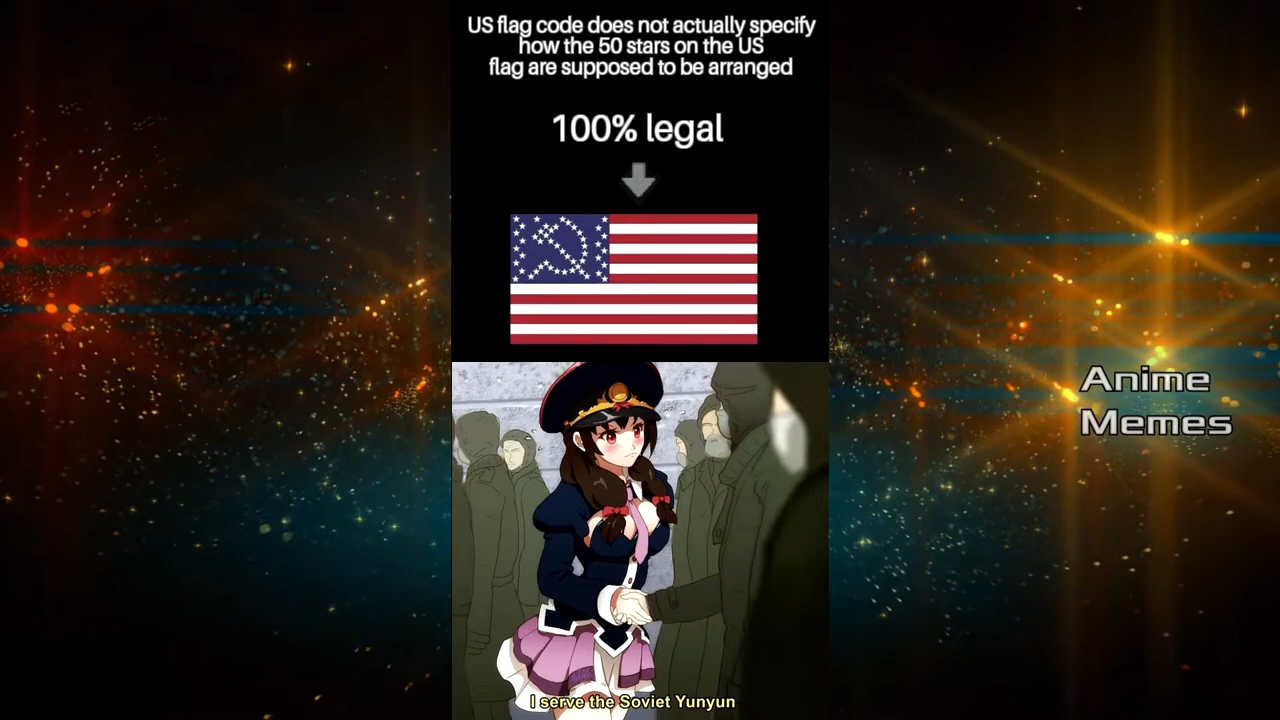 US flag code does not actually specify
how the 50 stars on the US
flag are supposed to be arranged
100% legal
Anime
Memes
I serve the Soviet Yunyun